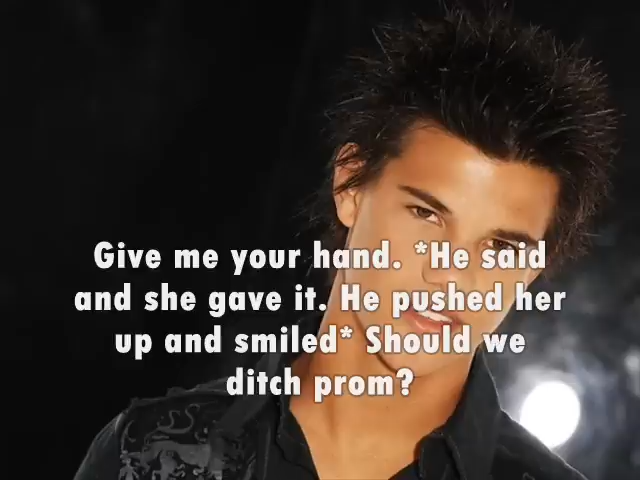 Give me your hand. *He said
and she gave it. He pushed her
up and smiled* Should we
ditch prom?